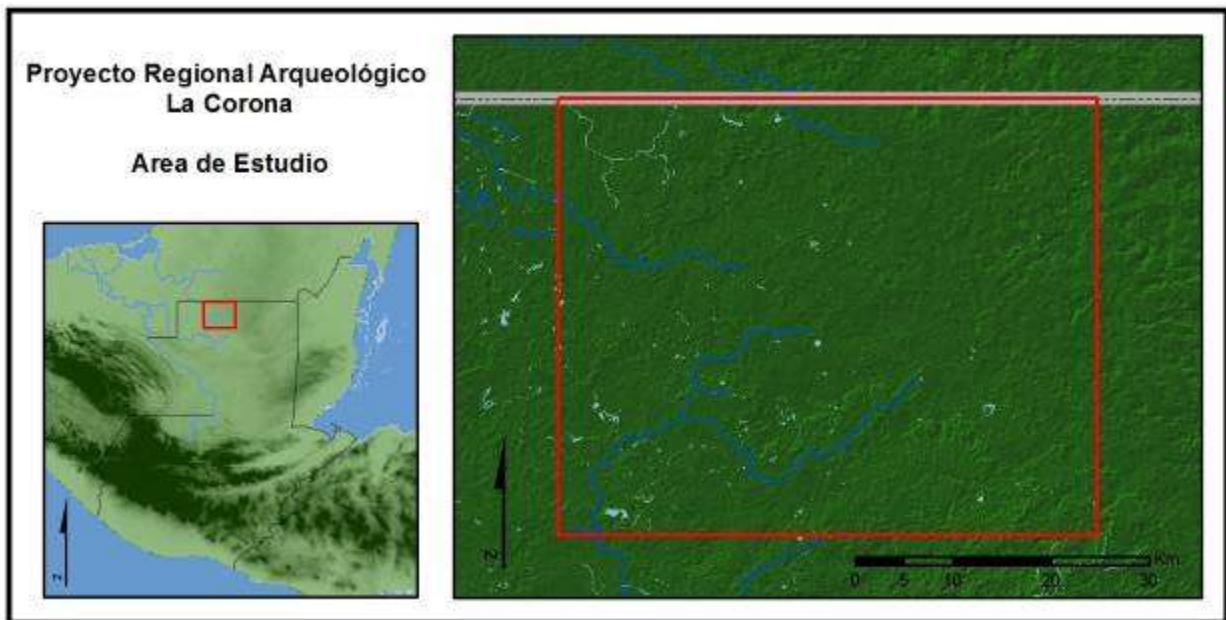 Proyecto Regional Arqueológico
La Corona
Area de Estudio
N
N
Km
0 5 10 20 30